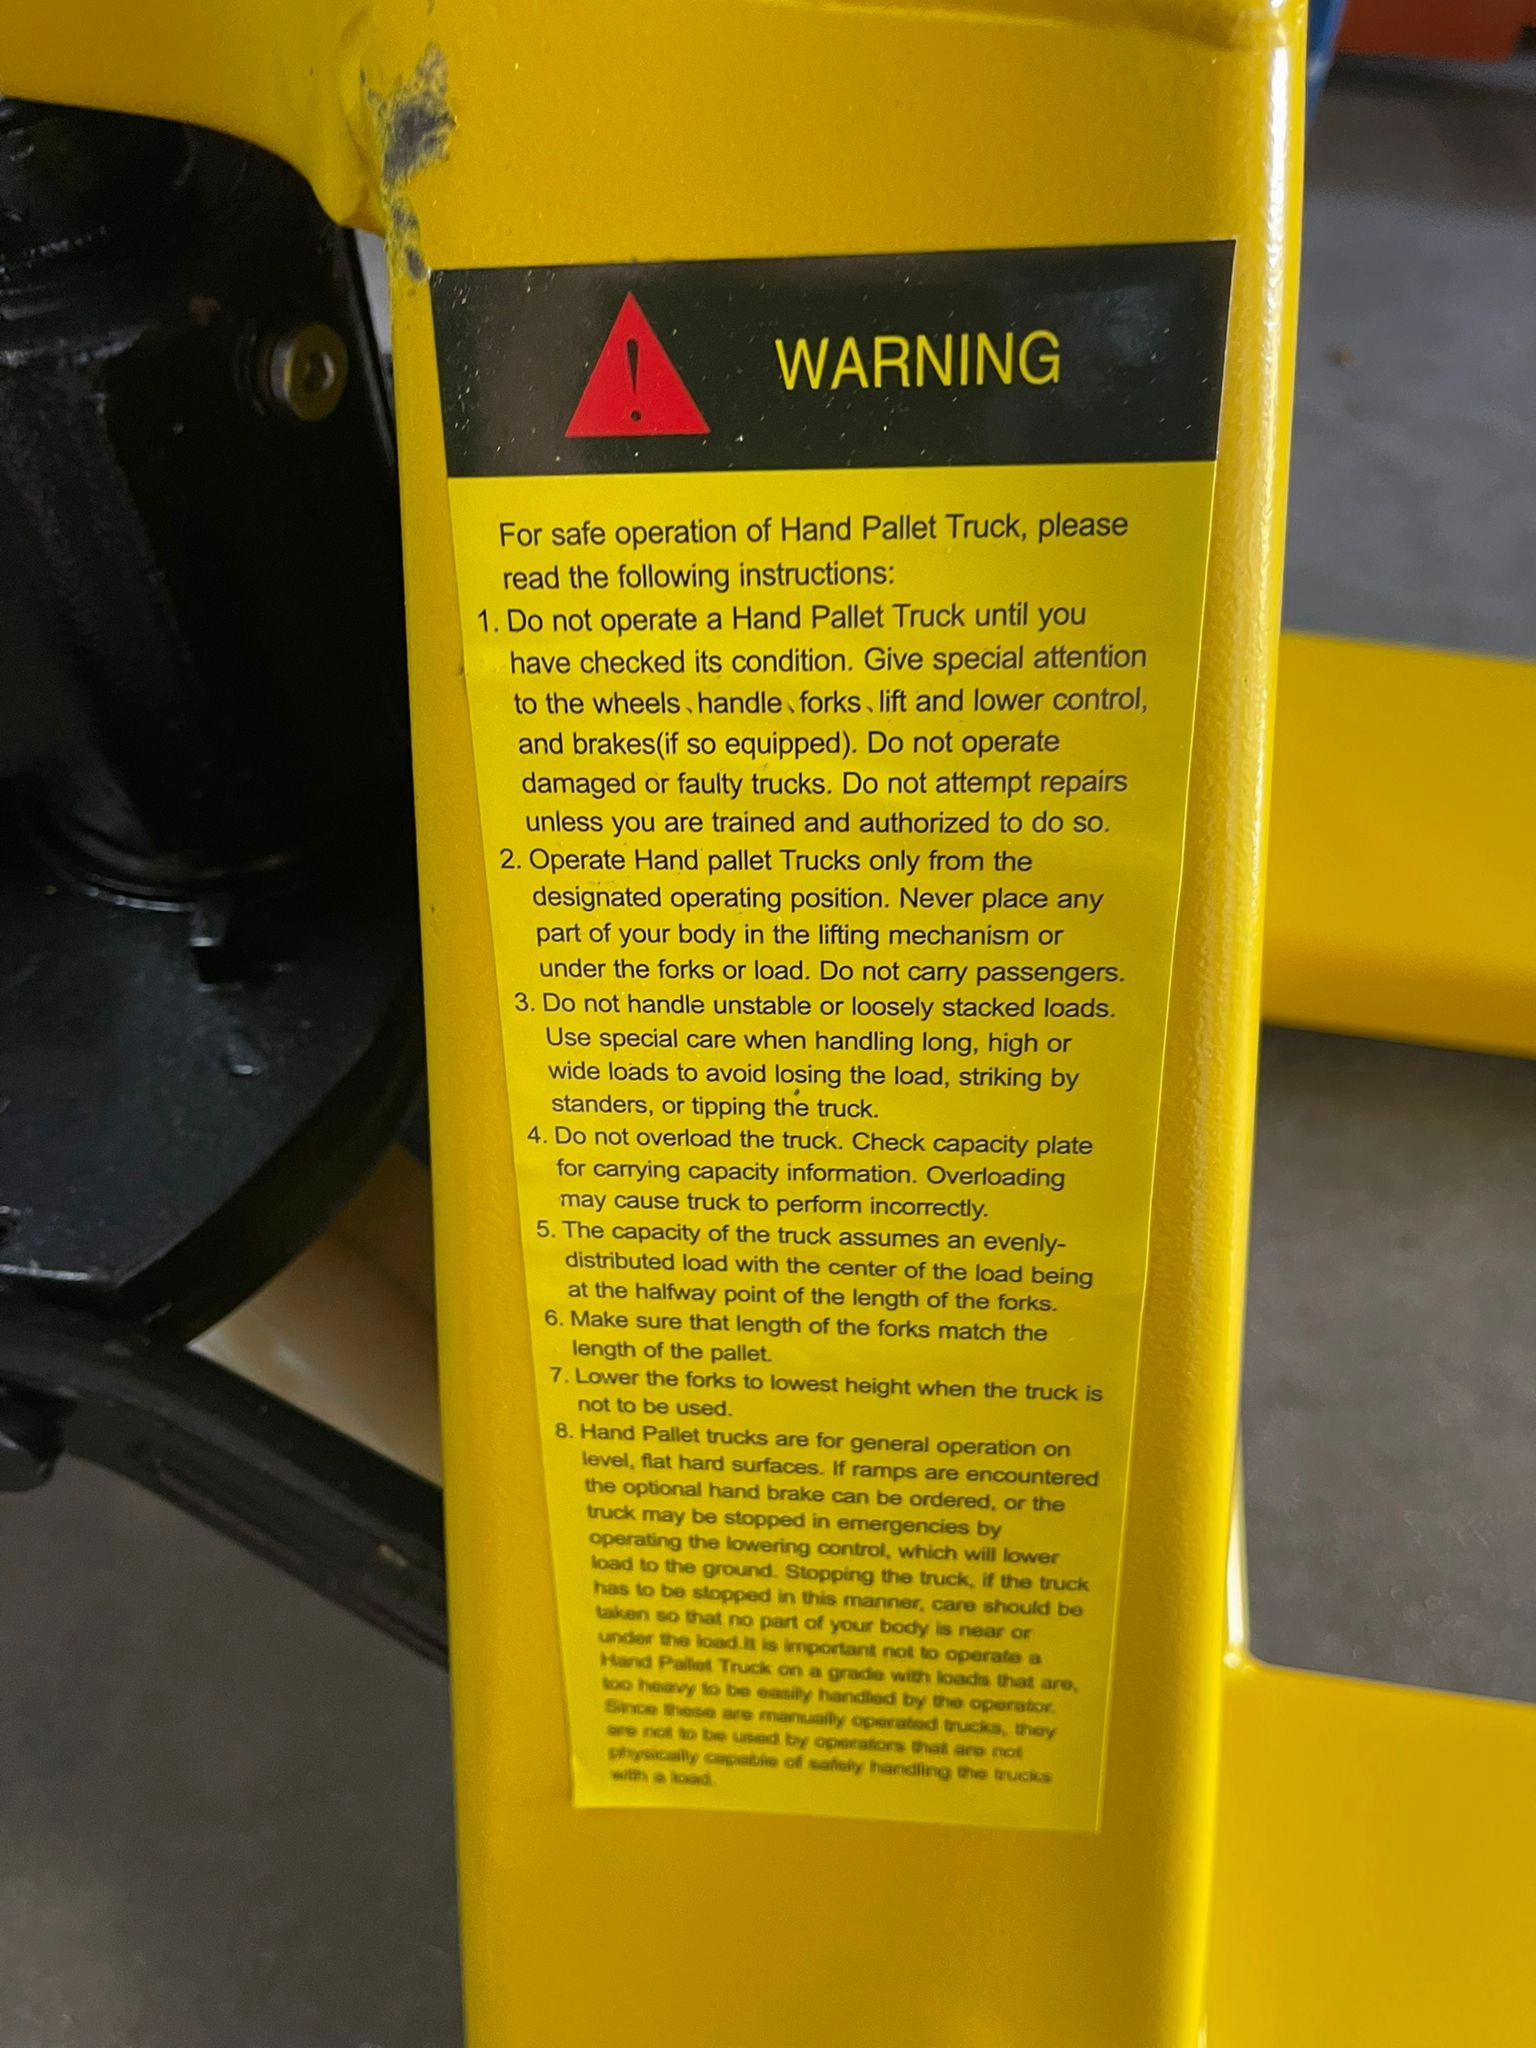 WARNING
For safe operation of Hand Pallet Truck, please
read the following instructions:
1. Do not operate a Hand Pallet Truck until you
have checked its condition. Give special attention
to the wheels、handle、forks、lift and lower control,
and brakes(if so equipped). Do not operate
damaged or faulty trucks. Do not attempt repairs
unless you are trained and authorized to do so.
2. Operate Hand pallet Trucks only from the
designated operating position. Never place any
part of your body in the lifting mechanism or
under the forks or load. Do not carry passengers.
3. Do not handle unstable or loosely stacked loads.
Use special care when handling long, high or
wide loads to avoid losing the load, striking by
standers, or tipping the truck.
4. Do not overload the truck. Check capacity plate
for carrying capacity information. Overloading
may cause truck to perform incorrectly.
5. The capacity of the truck assumes an evenly-
distributed load with the center of the load being
at the halfway point of the length of the forks.
6. Make sure that length of the forks match the
length of the pallet.
7. Lower the forks to lowest height when the truck is
not to be used.
8. Hand Pallet trucks are for general operation on
level, flat hard surfaces. If ramps are encountered
the optional hand brake can be ordered, or the
truck may be stopped in emergencies by
operating the lowering control, which will lower
load to the ground. Stopping the truck, if the truck
has to be stopped in this manner, care should be
taken so that no part of your body is near or
under the load.It is important not to operate a
Hand Pallet Truck on a grade with loads that are,
too heavy to be easily handled by the operator.
Since these are manually operated trucks, they
are not to be used by operators that are not
physically capable of safely handling the trucks
with a load.